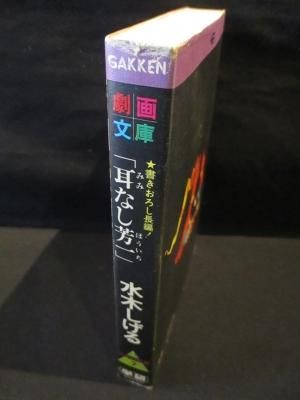 GAKKEN
劇画
文庫
★書きおろし長編!
「耳なし芳一」
みみ
ほういち
水木しげる
学研